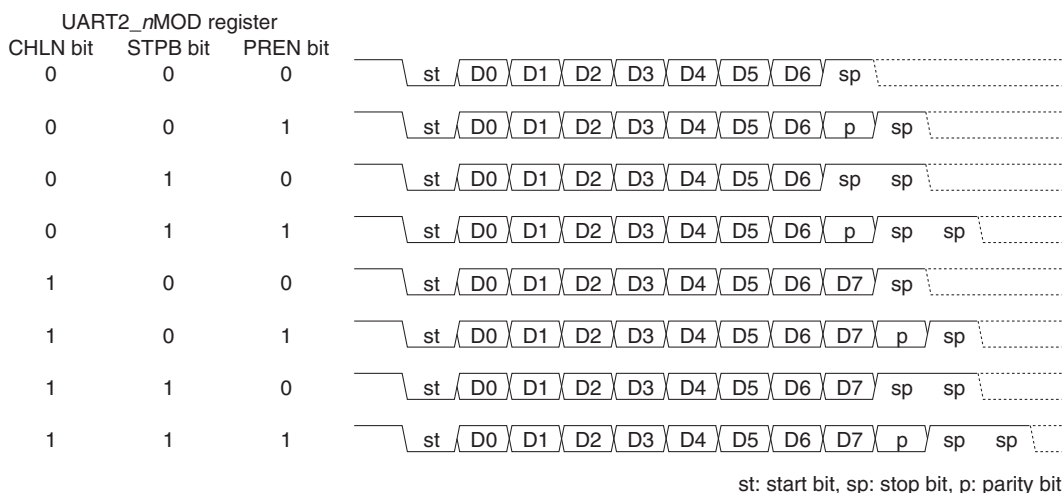 UART2_nMOD register
CHLN bit STPB bit PREN bit
0 0 0 st D0 D1 D2 D3 D4 D5 D6 sp
0 0 1 st D0 D1 D2 D3 D4 D5 D6 p sp
0 1 0 st D0 D1 D2 D3 D4 D5 D6 sp sp
0 1 1 st D0 D1 D2 D3 D4 D5 D6 p sp sp
1 0 0 st D0 D1 D2 D3 D4 D5 D6 D7 sp
1 0 1 st D0 D1 D2 D3 D4 D5 D6 D7 p sp
1 1 0 st D0 D1 D2 D3 D4 D5 D6 D7 sp sp
1 1 1 st D0 D1 D2 D3 D4 D5 D6 D7 p sp sp
st: start bit, sp: stop bit, p: parity bit